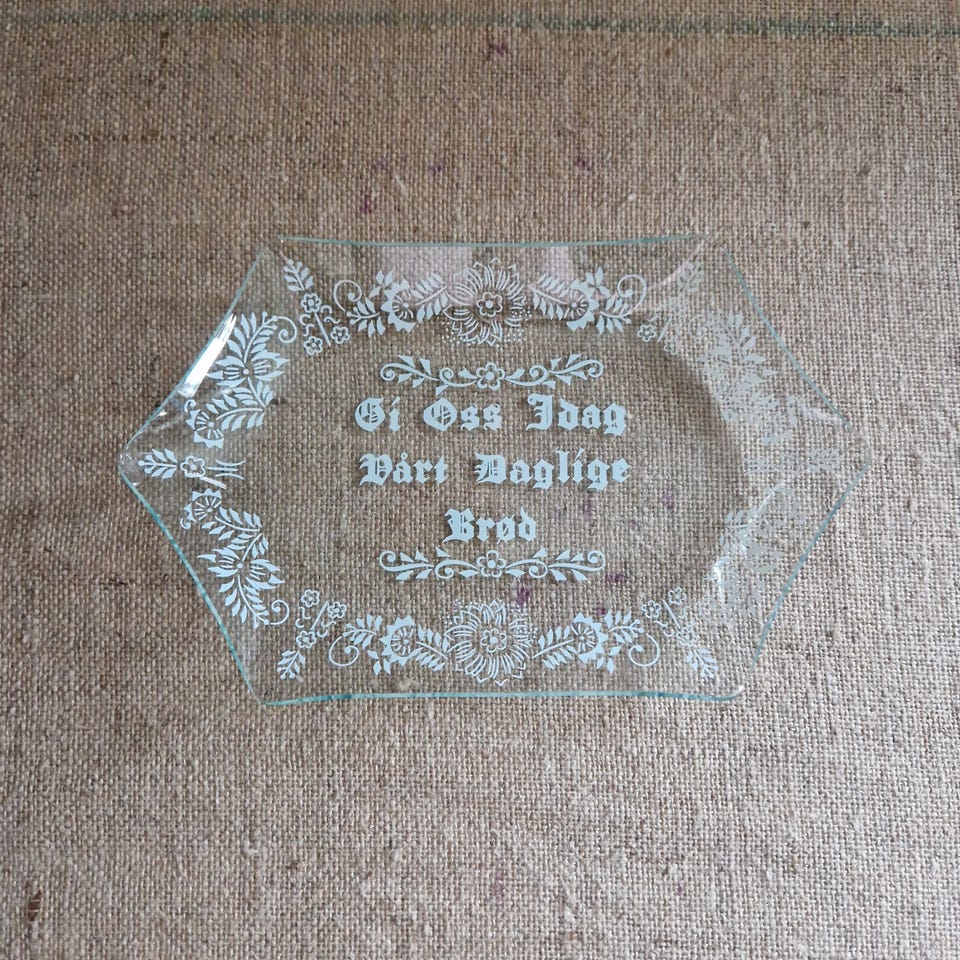 Gi Oss Idag
Vårt Daglige
Brød